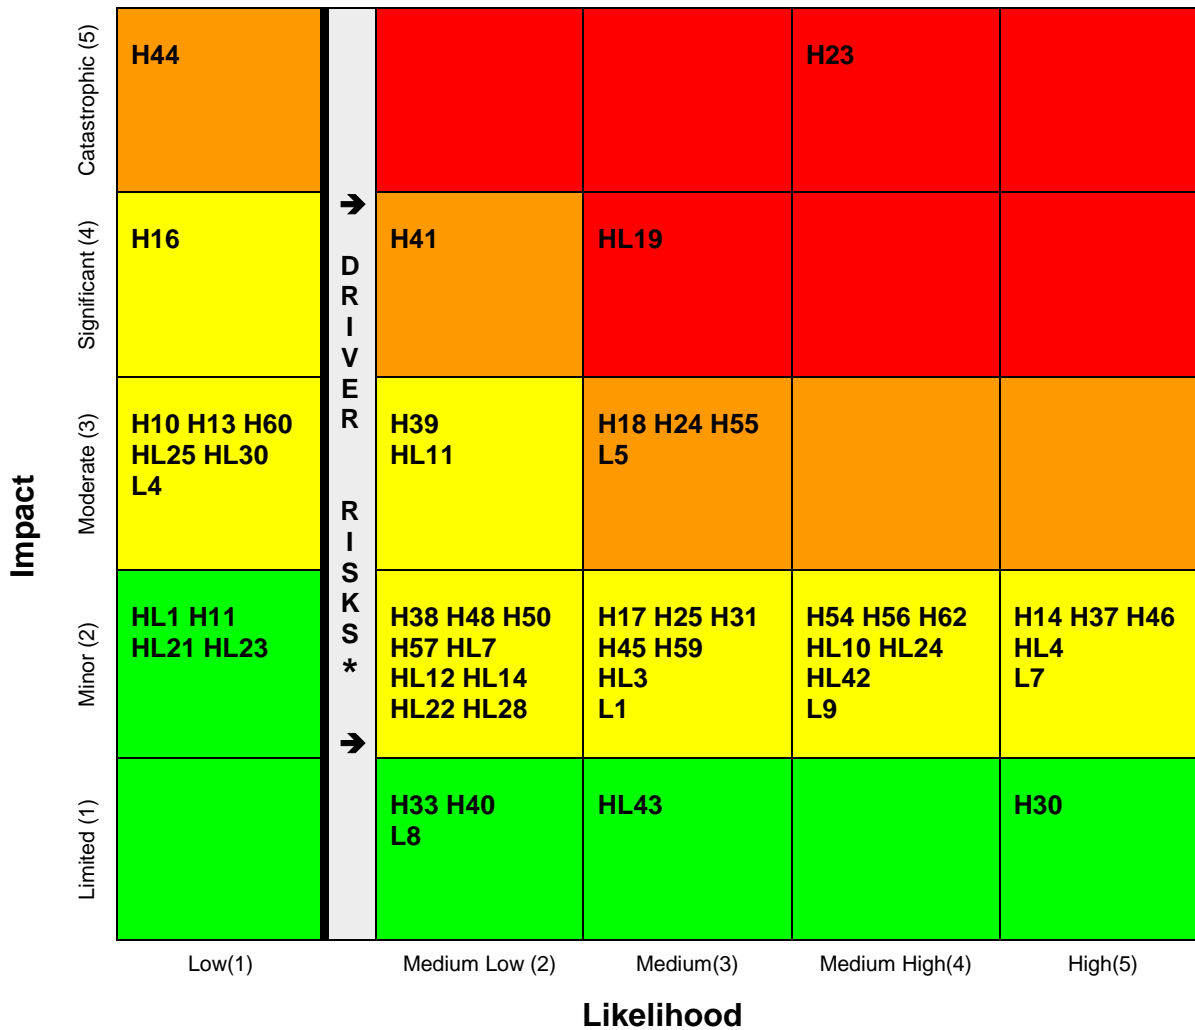 Impact
Catastrophic (5)
H44
H23
Significant (4)
H16
H41
HL19
Moderate (3)
H10 H13 H60
HL25 HL30
L4
H39
HL11
H18 H24 H55
L5
Minor (2)
HL1 H11
HL21 HL23
H38 H48 H50
H57 HL7
HL12 HL14
HL22 HL28
H17 H25 H31
H45 H59
HL3
L1
H54 H56 H62
HL10 HL24
HL42
L9
H14 H37 H46
HL4
L7
Limited (1)
H33 H40
L8
HL43
H30
➔ DRIVER RISKS* ➔
Low(1)
Medium Low (2)
Medium(3)
Medium High(4)
High(5)
Likelihood